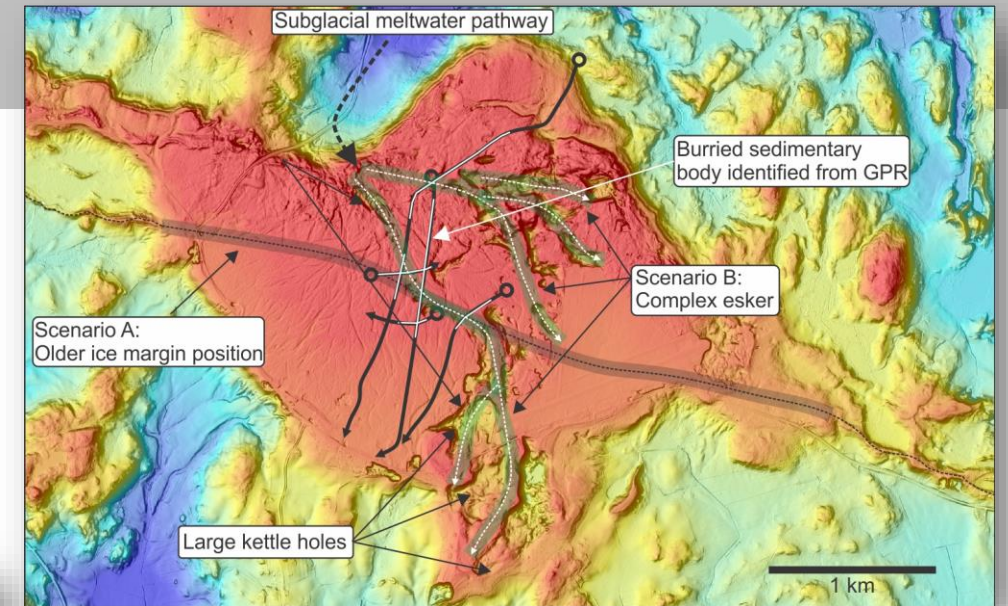 Subglacial meltwater pathway
Burried sedimentary
body identified from GPR
Scenario B:
Complex esker
Scenario A:
Older ice margin position
Large kettle holes
1 km